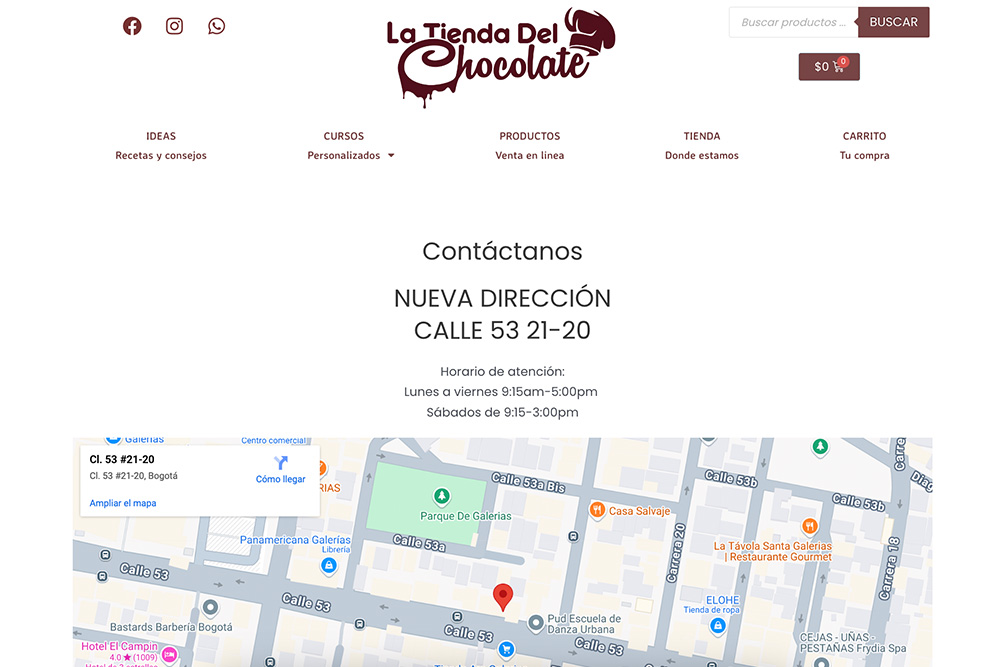 La Tienda Del
Chocolate
Buscar productos ...
BUSCAR
$0
0
IDEAS
Recetas y consejos
CURSOS
Personalizados
PRODUCTOS
Venta en linea
TIENDA
Donde estamos
CARRITO
Tu compra
Contáctanos
NUEVA DIRECCIÓN
CALLE 53 21-20
Horario de atención:
Lunes a viernes 9:15am-5:00pm
Sábados de 9:15-3:00pm
Galerías
Centro comercial
Cl. 53 #21-20
Cl. 53 #21-20, Bogotá
Cómo llegar
Ampliar el mapa
RIAS
Parque De Galerias
Calle 53a Bis
Calle 53b
Calle 53b
Carre
Diag
Casa Salvaje
Panamericana Galerías
Librería
Calle 53a
Carrera 20
La Távola Santa Galerías
| Restaurante Gourmet
Carrera 18
Calle 53
Calle 53
Calle 53
Calle 53
ELOHE
Tienda de ropa
Bastards Barbería Bogotá
Pud Escuela de
Danza Urbana
Hotel El Campin
4.0 ★ (1009)
Hotel de 2 estrellas
CEJAS - UÑAS -
PESTAÑAS Frydia Spa